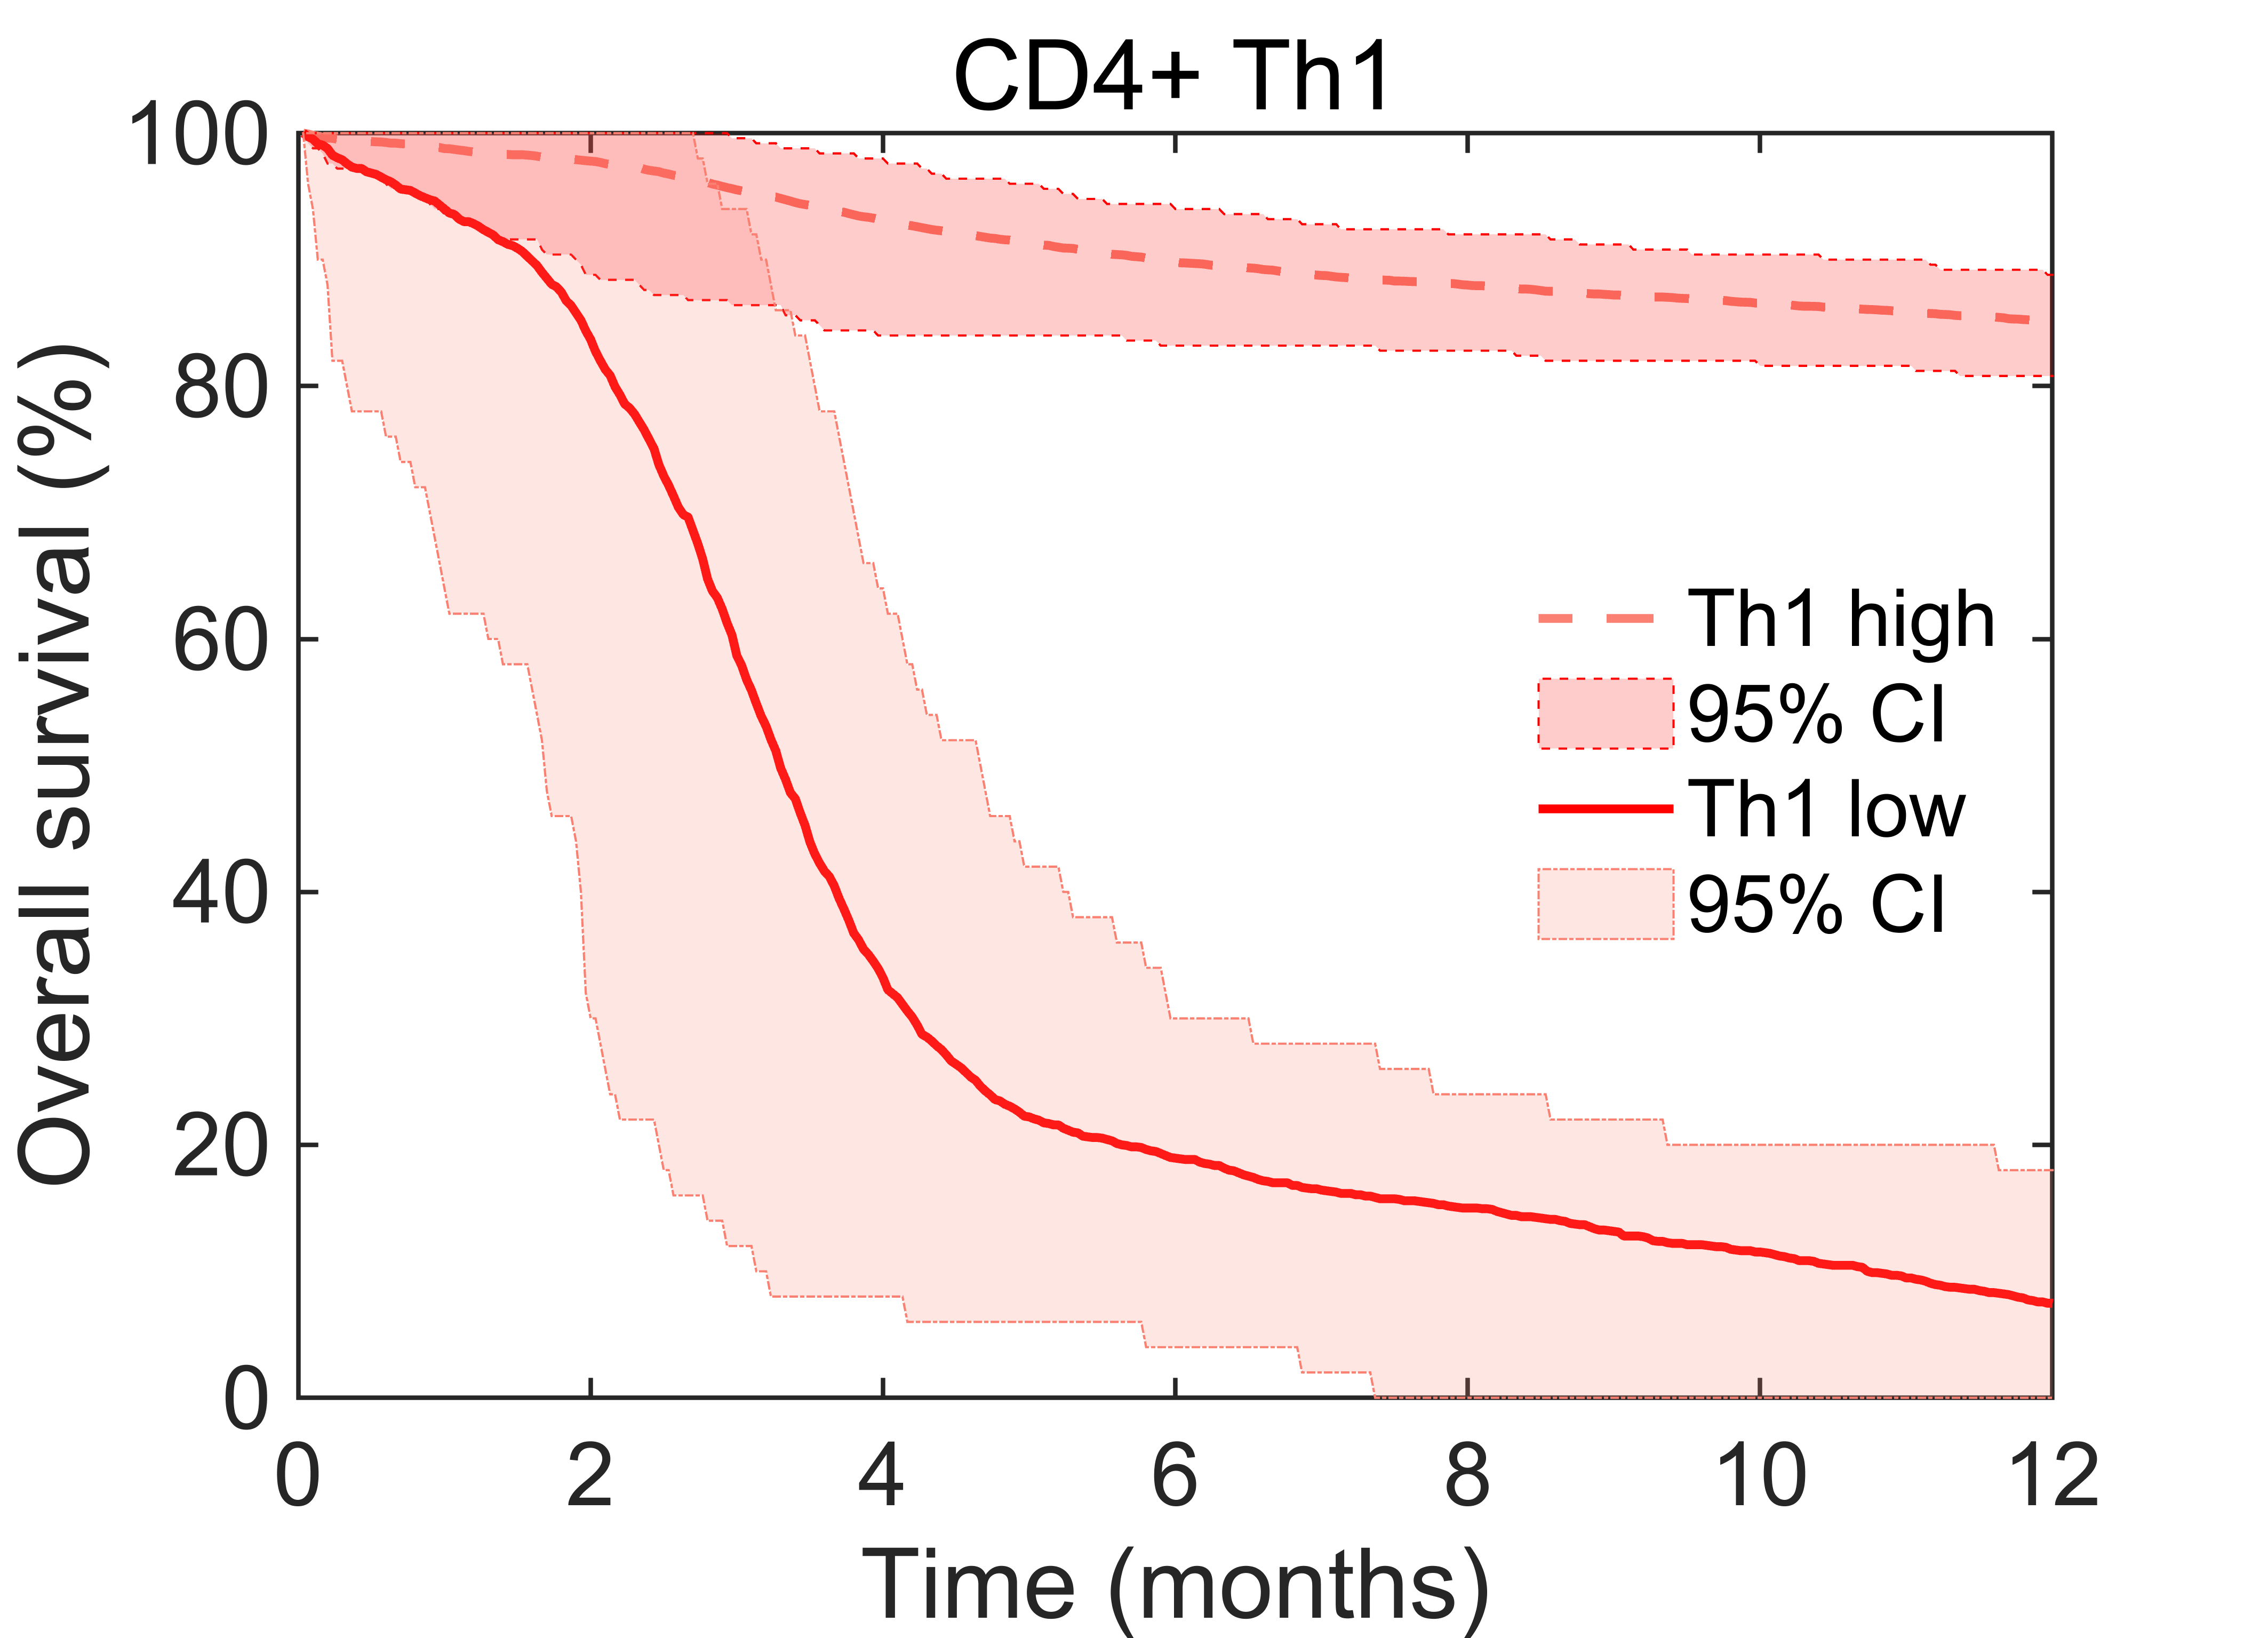 CD4+ Th1
Overall survival (%)
100
80
60
40
20
0
Th1 high
95% CI
Th1 low
95% CI
0 2 4 6 8 10 12
Time (months)